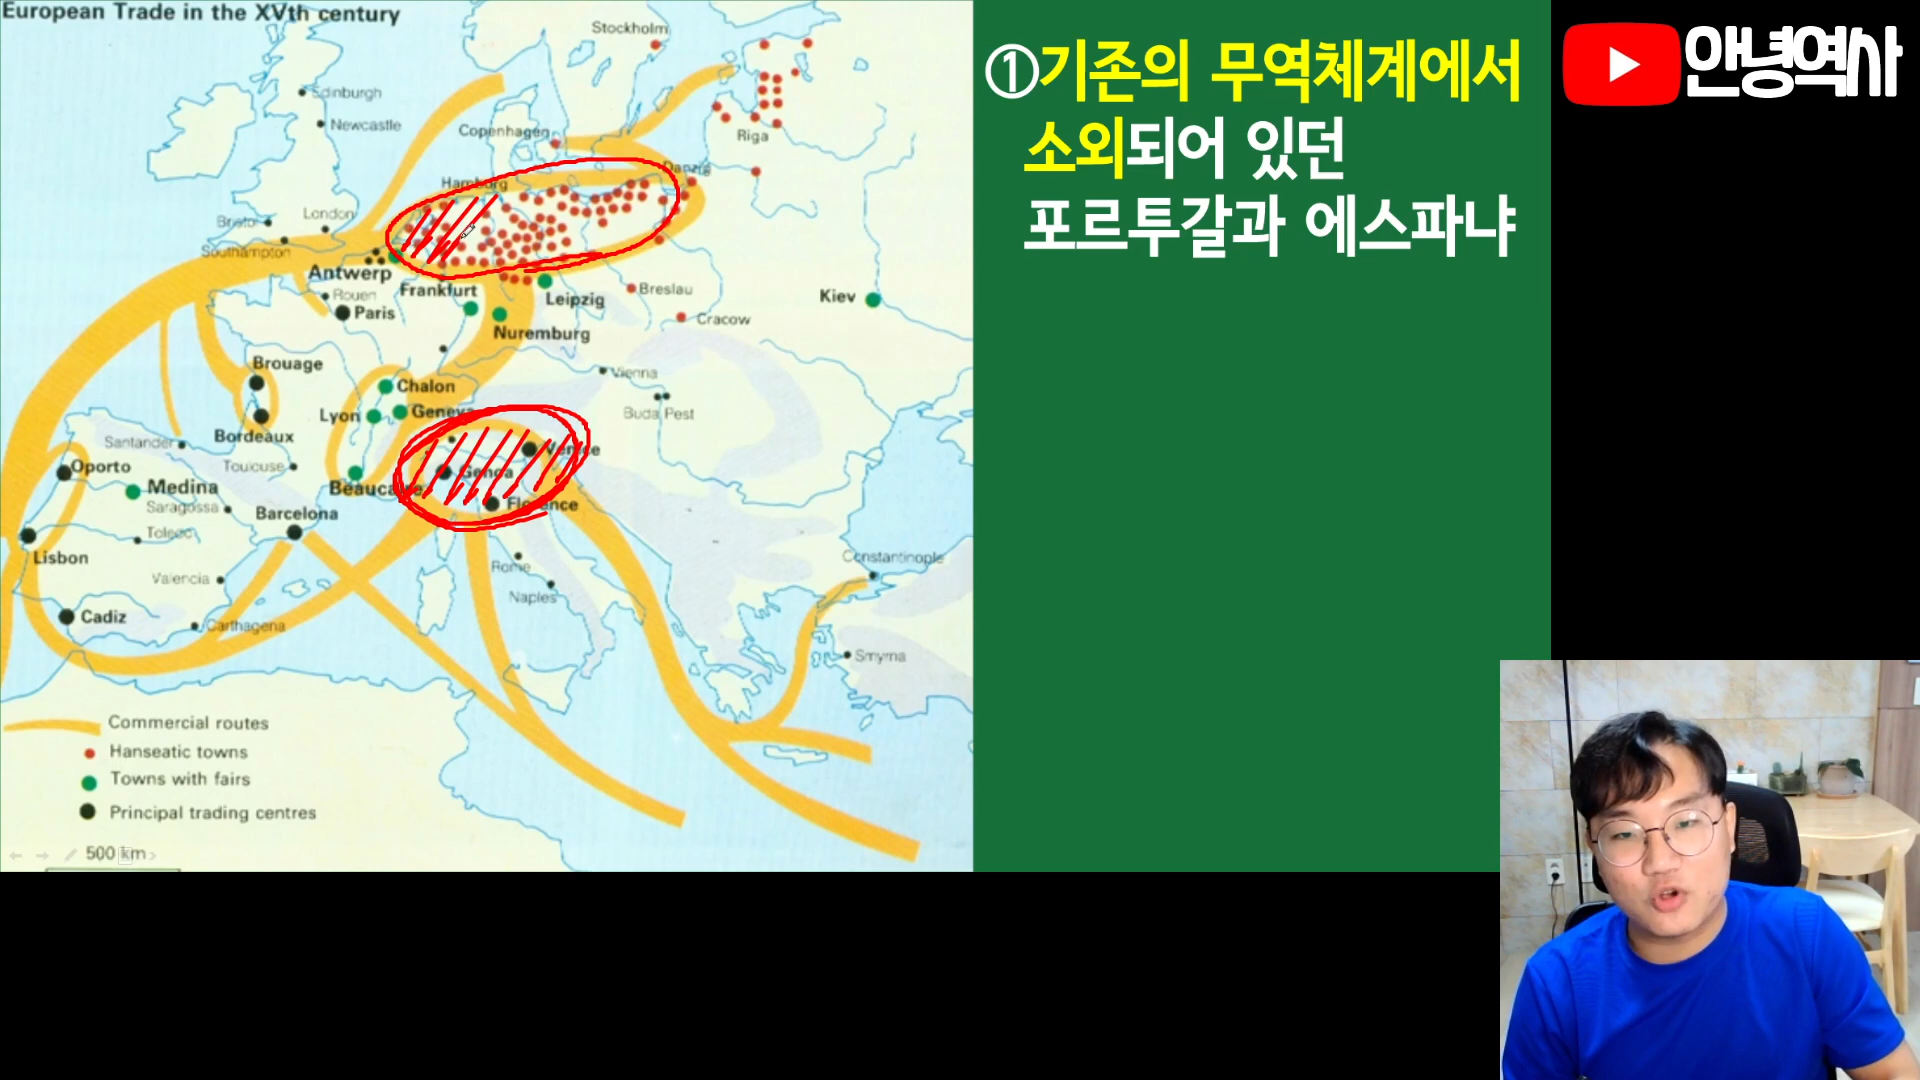 European Trade in the XVth century
①기존의 무역체계에서
소외되어 있던
포르투갈과 에스파냐
안녕역사
Stockholm
Edinburgh
Newcastle
Copenhagen
Riga
Danzig
Hamburg
London
Bristol
Southampton
Antwerp
Rouen
Paris
Frankfurt
Leipzig
Nuremburg
Breslau
Cracow
Kiev
Brouage
Vienna
Chalon
Lyon
Geneva
Buda Pest
Bordeaux
Santander
Toulouse
Venice
Genoa
Oporto
Medina
Saragossa
Beaucaire
Florence
Barcelona
Toledo
Lisbon
Rome
Constantinople
Valencia
Naples
Cadiz
Carthagena
Smyrna
Commercial routes
Hanseatic towns
Towns with fairs
Principal trading centres
500 km